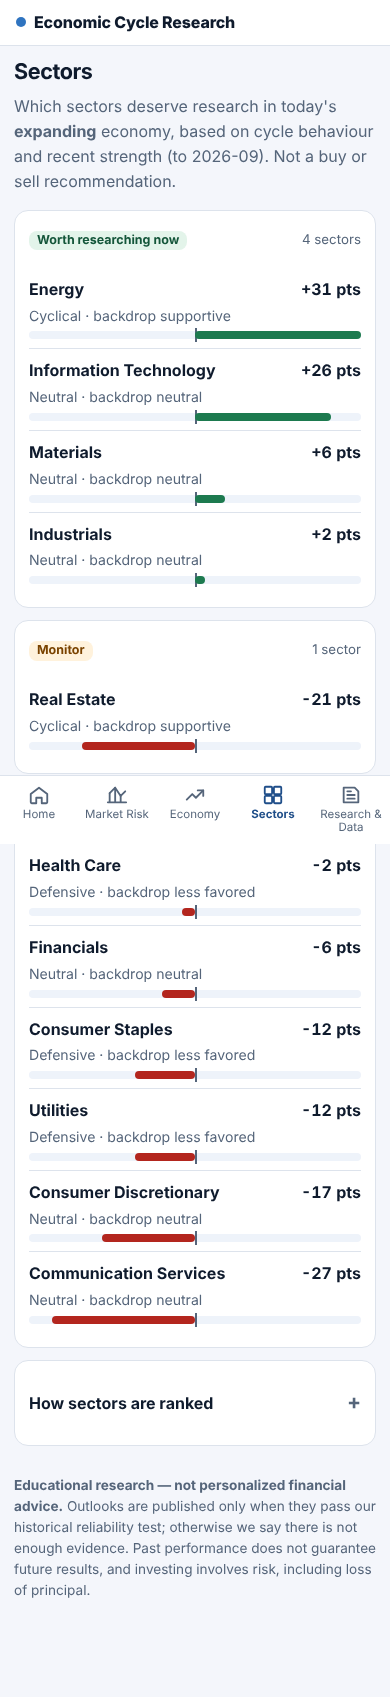 Economic Cycle Research
Sectors
Which sectors deserve research in today's
expanding economy, based on cycle behaviour
and recent strength (to 2026-09). Not a buy or
sell recommendation.
Worth researching now 4 sectors
Energy +31 pts
Cyclical · backdrop supportive
Information Technology +26 pts
Neutral · backdrop neutral
Materials +6 pts
Neutral · backdrop neutral
Industrials +2 pts
Neutral · backdrop neutral
Monitor 1 sector
Real Estate -21 pts
Cyclical · backdrop supportive
Home Market Risk Economy Sectors Research &
Data
Health Care -2 pts
Defensive · backdrop less favored
Financials -6 pts
Neutral · backdrop neutral
Consumer Staples -12 pts
Defensive · backdrop less favored
Utilities -12 pts
Defensive · backdrop less favored
Consumer Discretionary -17 pts
Neutral · backdrop neutral
Communication Services -27 pts
Neutral · backdrop neutral
How sectors are ranked +
Educational research — not personalized financial
advice. Outlooks are published only when they pass our
historical reliability test; otherwise we say there is not
enough evidence. Past performance does not guarantee
future results, and investing involves risk, including loss
of principal.